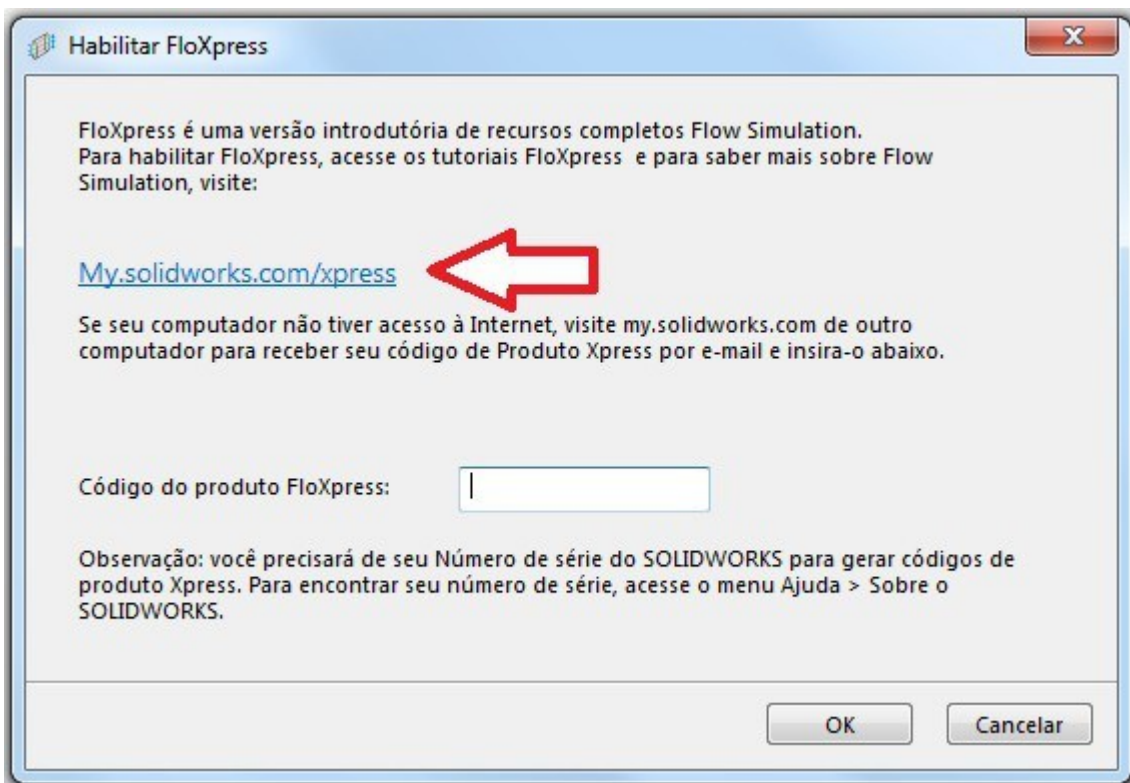 Habilitar FloXpress
FloXpress é uma versão introdutória de recursos completos Flow Simulation.
Para habilitar FloXpress, acesse os tutoriais FloXpress e para saber mais sobre Flow
Simulation, visite:
My.solidworks.com/xpress
Se seu computador não tiver acesso à Internet, visite my.solidworks.com de outro
computador para receber seu código de Produto Xpress por e-mail e insira-o abaixo.
Código do produto FloXpress:
Observação: você precisará de seu Número de série do SOLIDWORKS para gerar códigos de
produto Xpress. Para encontrar seu número de série, acesse o menu Ajuda > Sobre o
SOLIDWORKS.
OK Cancelar